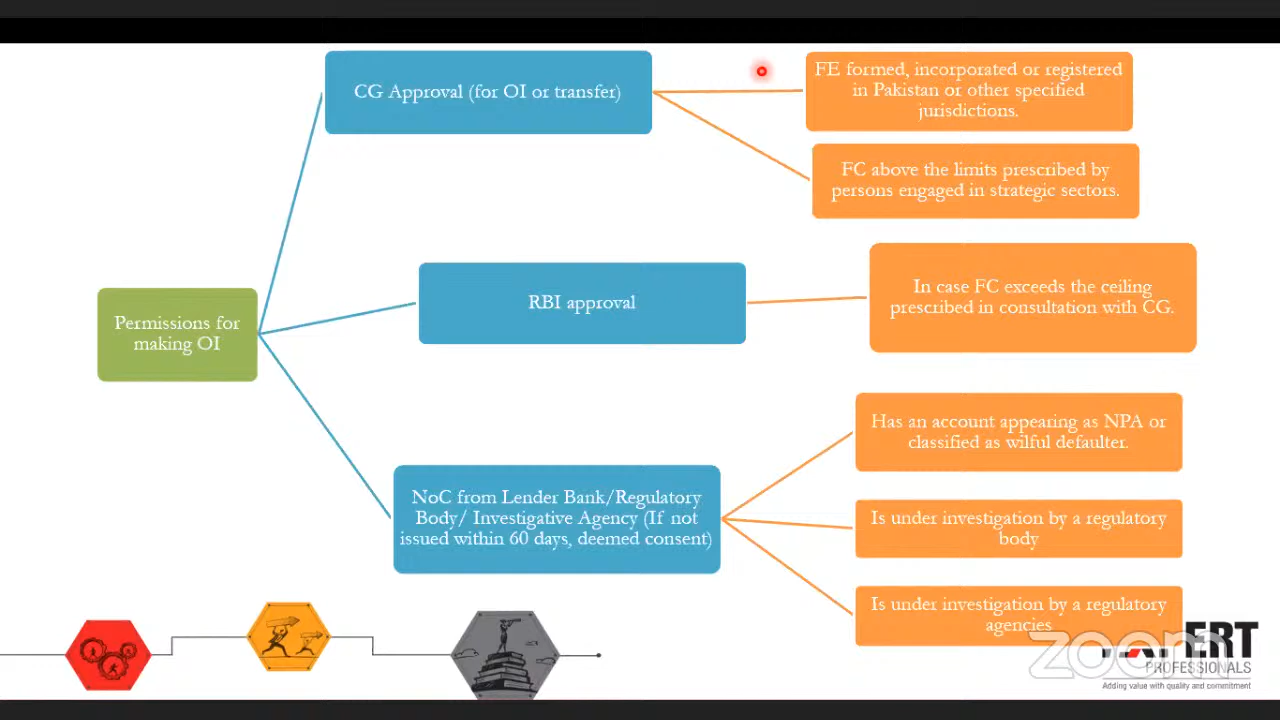 CG Approval (for OI or transfer)
FE formed, incorporated or registered
in Pakistan or other specified
jurisdictions.
FC above the limits prescribed by
persons engaged in strategic sectors.
Permissions for
making OI
RBI approval
In case FC exceeds the ceiling
prescribed in consultation with CG.
NoC from Lender Bank/Regulatory
Body/ Investigative Agency (If not
issued within 60 days, deemed consent)
Has an account appearing as NPA or
classified as wilful defaulter.
Is under investigation by a regulatory
body
Is under investigation by a regulatory
agencies
zoom
PROFESSIONALS
Adding value with quality and commitment